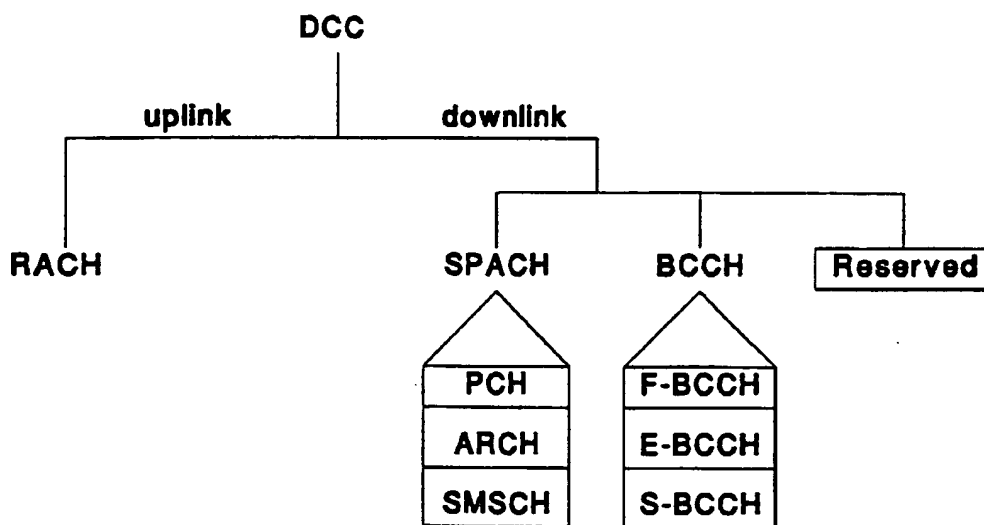 DCC
uplink downlink
RACH SPACH BCCH Reserved
PCH F-BCCH
ARCH E-BCCH
SMSCH S-BCCH